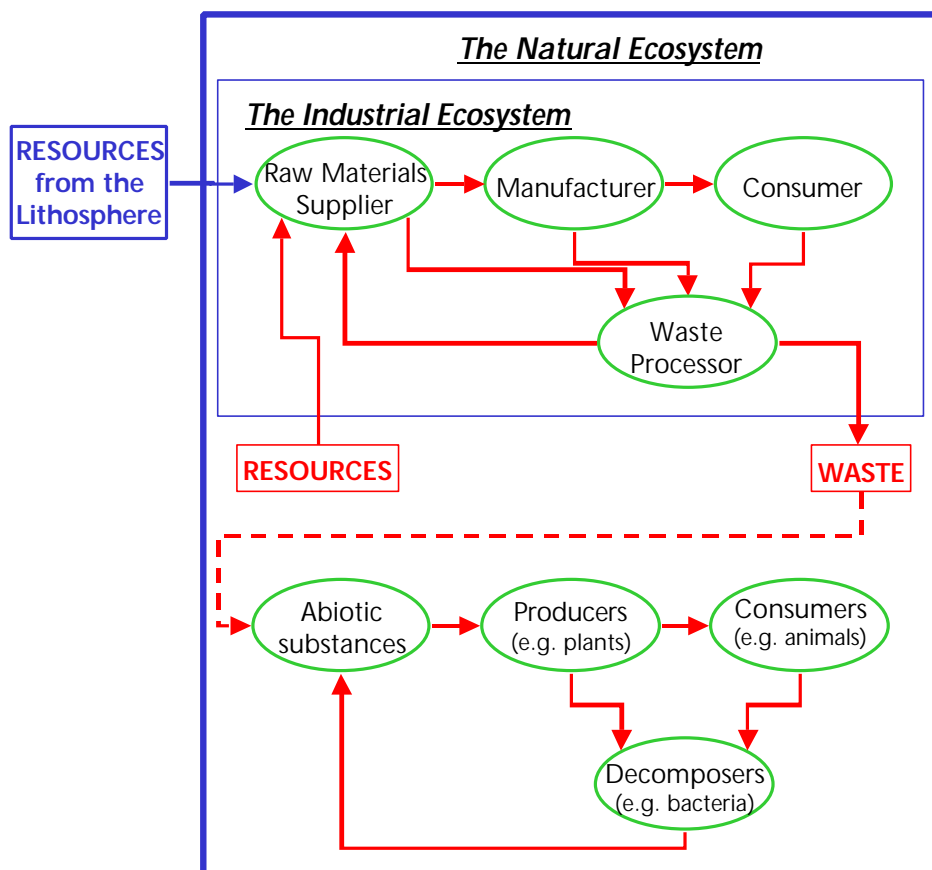 The Natural Ecosystem
The Industrial Ecosystem
RESOURCES
from the
Lithosphere
Raw Materials
Supplier
Manufacturer
Consumer
Waste
Processor
RESOURCES
WASTE
Abiotic
substances
Producers
(e.g. plants)
Consumers
(e.g. animals)
Decomposers
(e.g. bacteria)